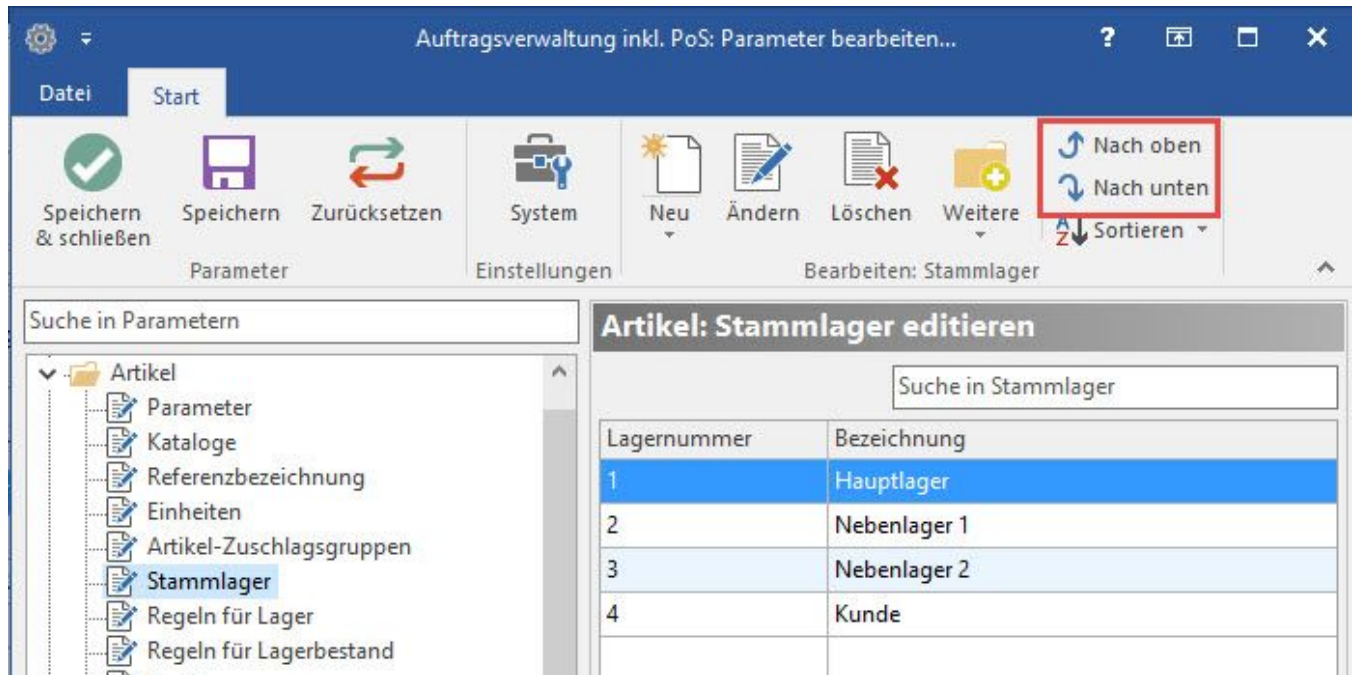 Auftragsverwaltung inkl. PoS: Parameter bearbeiten...
?
Datei Start
Speichern & schließen
Speichern
Zurücksetzen
System
Neu
Ändern
Löschen
Weitere
Nach oben
Nach unten
Sortieren
Parameter
Einstellungen
Bearbeiten: Stammlager
Suche in Parametern
Artikel
Parameter
Kataloge
Referenzbezeichnung
Einheiten
Artikel-Zuschlagsgruppen
Stammlager
Regeln für Lager
Regeln für Lagerbestand
Artikel: Stammlager editieren
Suche in Stammlager
Lagernummer Bezeichnung
1 Hauptlager
2 Nebenlager 1
3 Nebenlager 2
4 Kunde